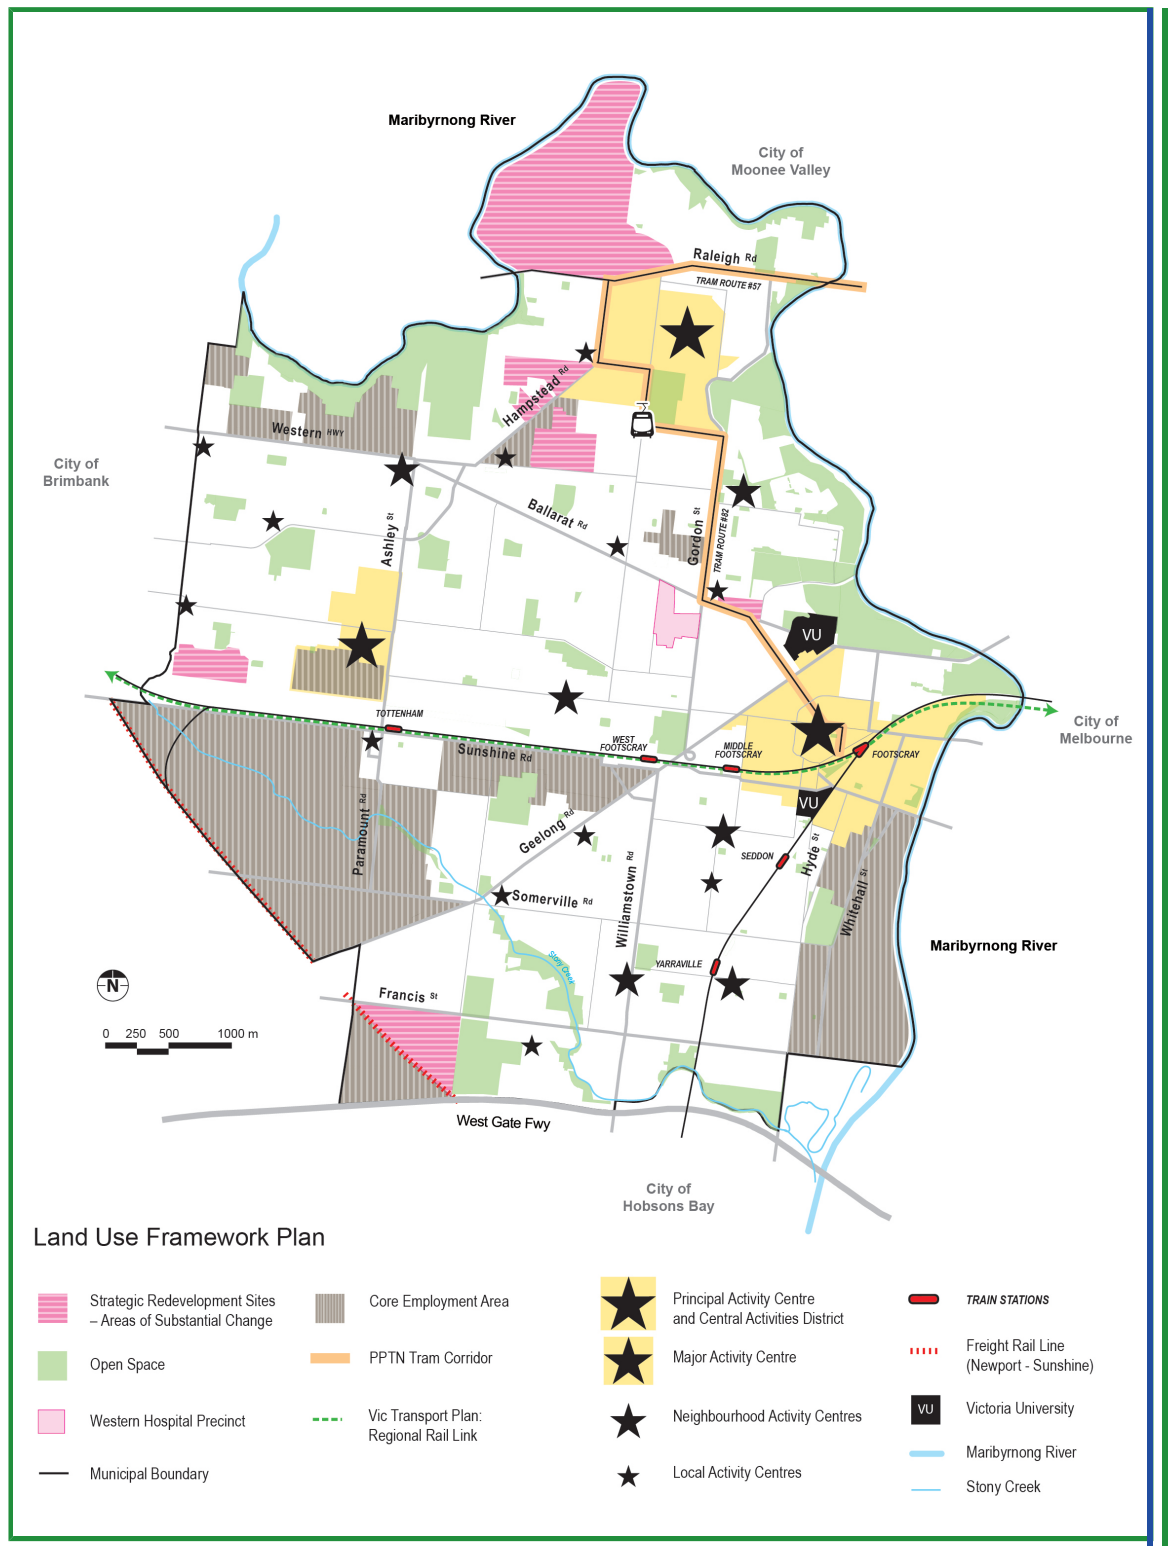 Maribyrnong River
City of
Moonee Valley
Raleigh Rd
TRAM ROUTE #57
Hampstead Rd
Western HWY
City of
Brimbank
Ballarat Rd
Ashley St
Gordon St
TRAM ROUTE #82
VU
TOTTENHAM
WEST
FOOTSCRAY
MIDDLE
FOOTSCRAY
FOOTSCRAY
City of
Melbourne
Sunshine Rd
VU
Paramount Rd
Geelong Rd
SEDDON
Hyde St
Williamstown Rd
Whitehall St
Somerville Rd
Maribyrnong River
Stony Creek
YARRAVILLE
N
Francis St
0 250 500 1000 m
West Gate Fwy
City of
Hobsons Bay
Land Use Framework Plan
Strategic Redevelopment Sites
– Areas of Substantial Change
Open Space
Western Hospital Precinct
Municipal Boundary
Core Employment Area
PPTN Tram Corridor
Vic Transport Plan:
Regional Rail Link
Principal Activity Centre
and Central Activities District
Major Activity Centre
Neighbourhood Activity Centres
Local Activity Centres
TRAIN STATIONS
Freight Rail Line
(Newport - Sunshine)
VU
Victoria University
Maribyrnong River
Stony Creek